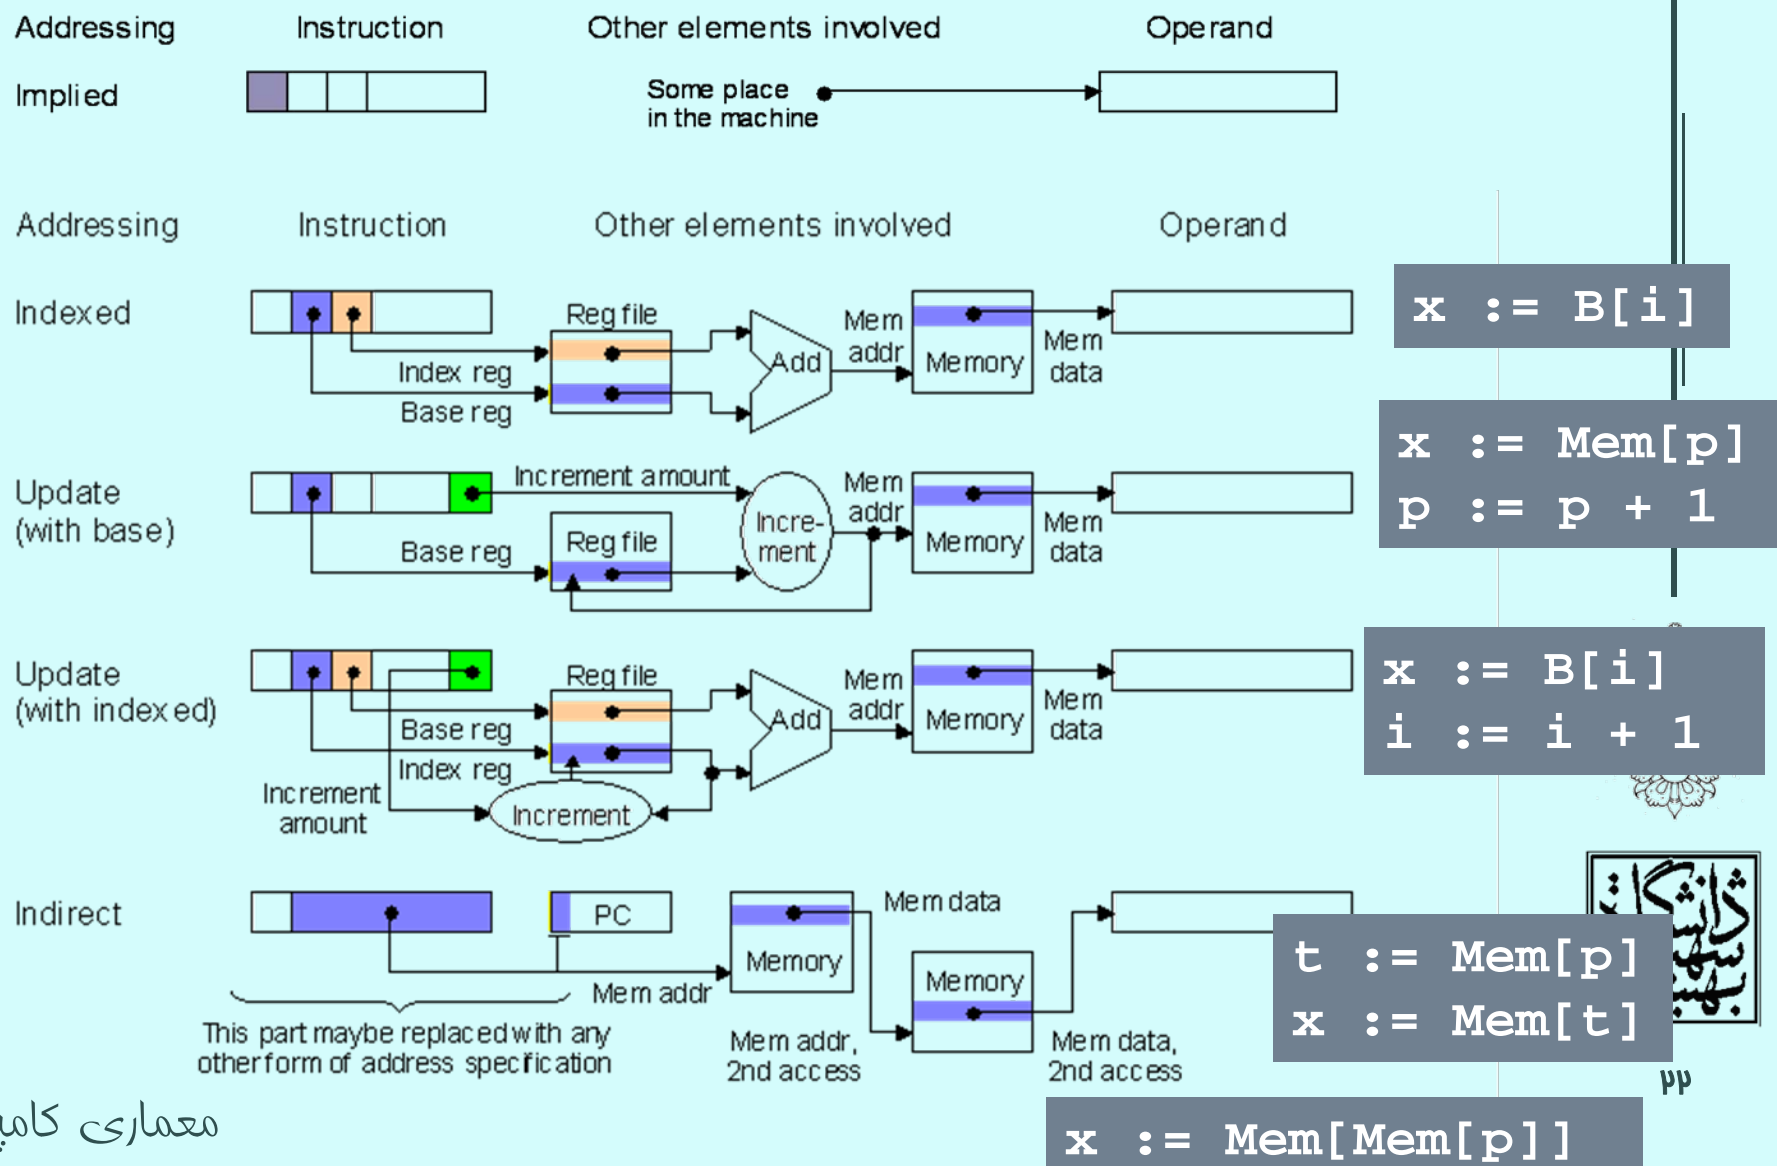 Addressing Instruction Other elements involved Operand
Implied
Some place
in the machine
Addressing Instruction Other elements involved Operand
Indexed
Reg file
Index reg
Base reg
Add
Mem
addr
Memory
Mem
data
x := B[i]
Update
(with base)
Increment amount
Base reg
Reg file
Incre-
ment
Mem
addr
Memory
Mem
data
x := Mem[p]
p := p + 1
Update
(with indexed)
Reg file
Base reg
Index reg
Increment
amount
Increment
Add
Mem
addr
Memory
Mem
data
x := B[i]
i := i + 1
Indirect
PC
Mem addr
This part maybe replaced with any
other form of address specification
Memory
Mem data
Memory
Mem addr,
2nd access
Mem data,
2nd access
t := Mem[p]
x := Mem[t]
۲۲
معماری
x := Mem[Mem[p]]